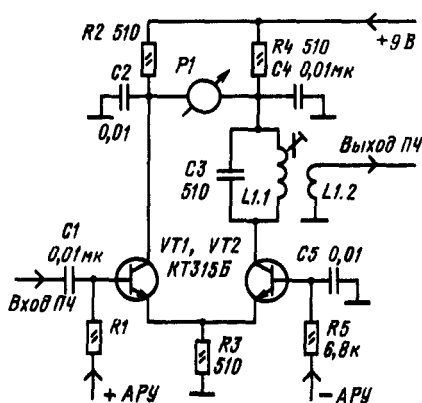 R2 510
+9 В
C2
P1
R4 510
C4 0,01мк
0,01
Выход ПЧ
C3
510
L1.1
L1.2
C1
0,01мк
VT1, VT2
КТ315Б
C5 0,01
Вход ПЧ
R1
R3
510
R5
6,8к
+ АРУ
– АРУ